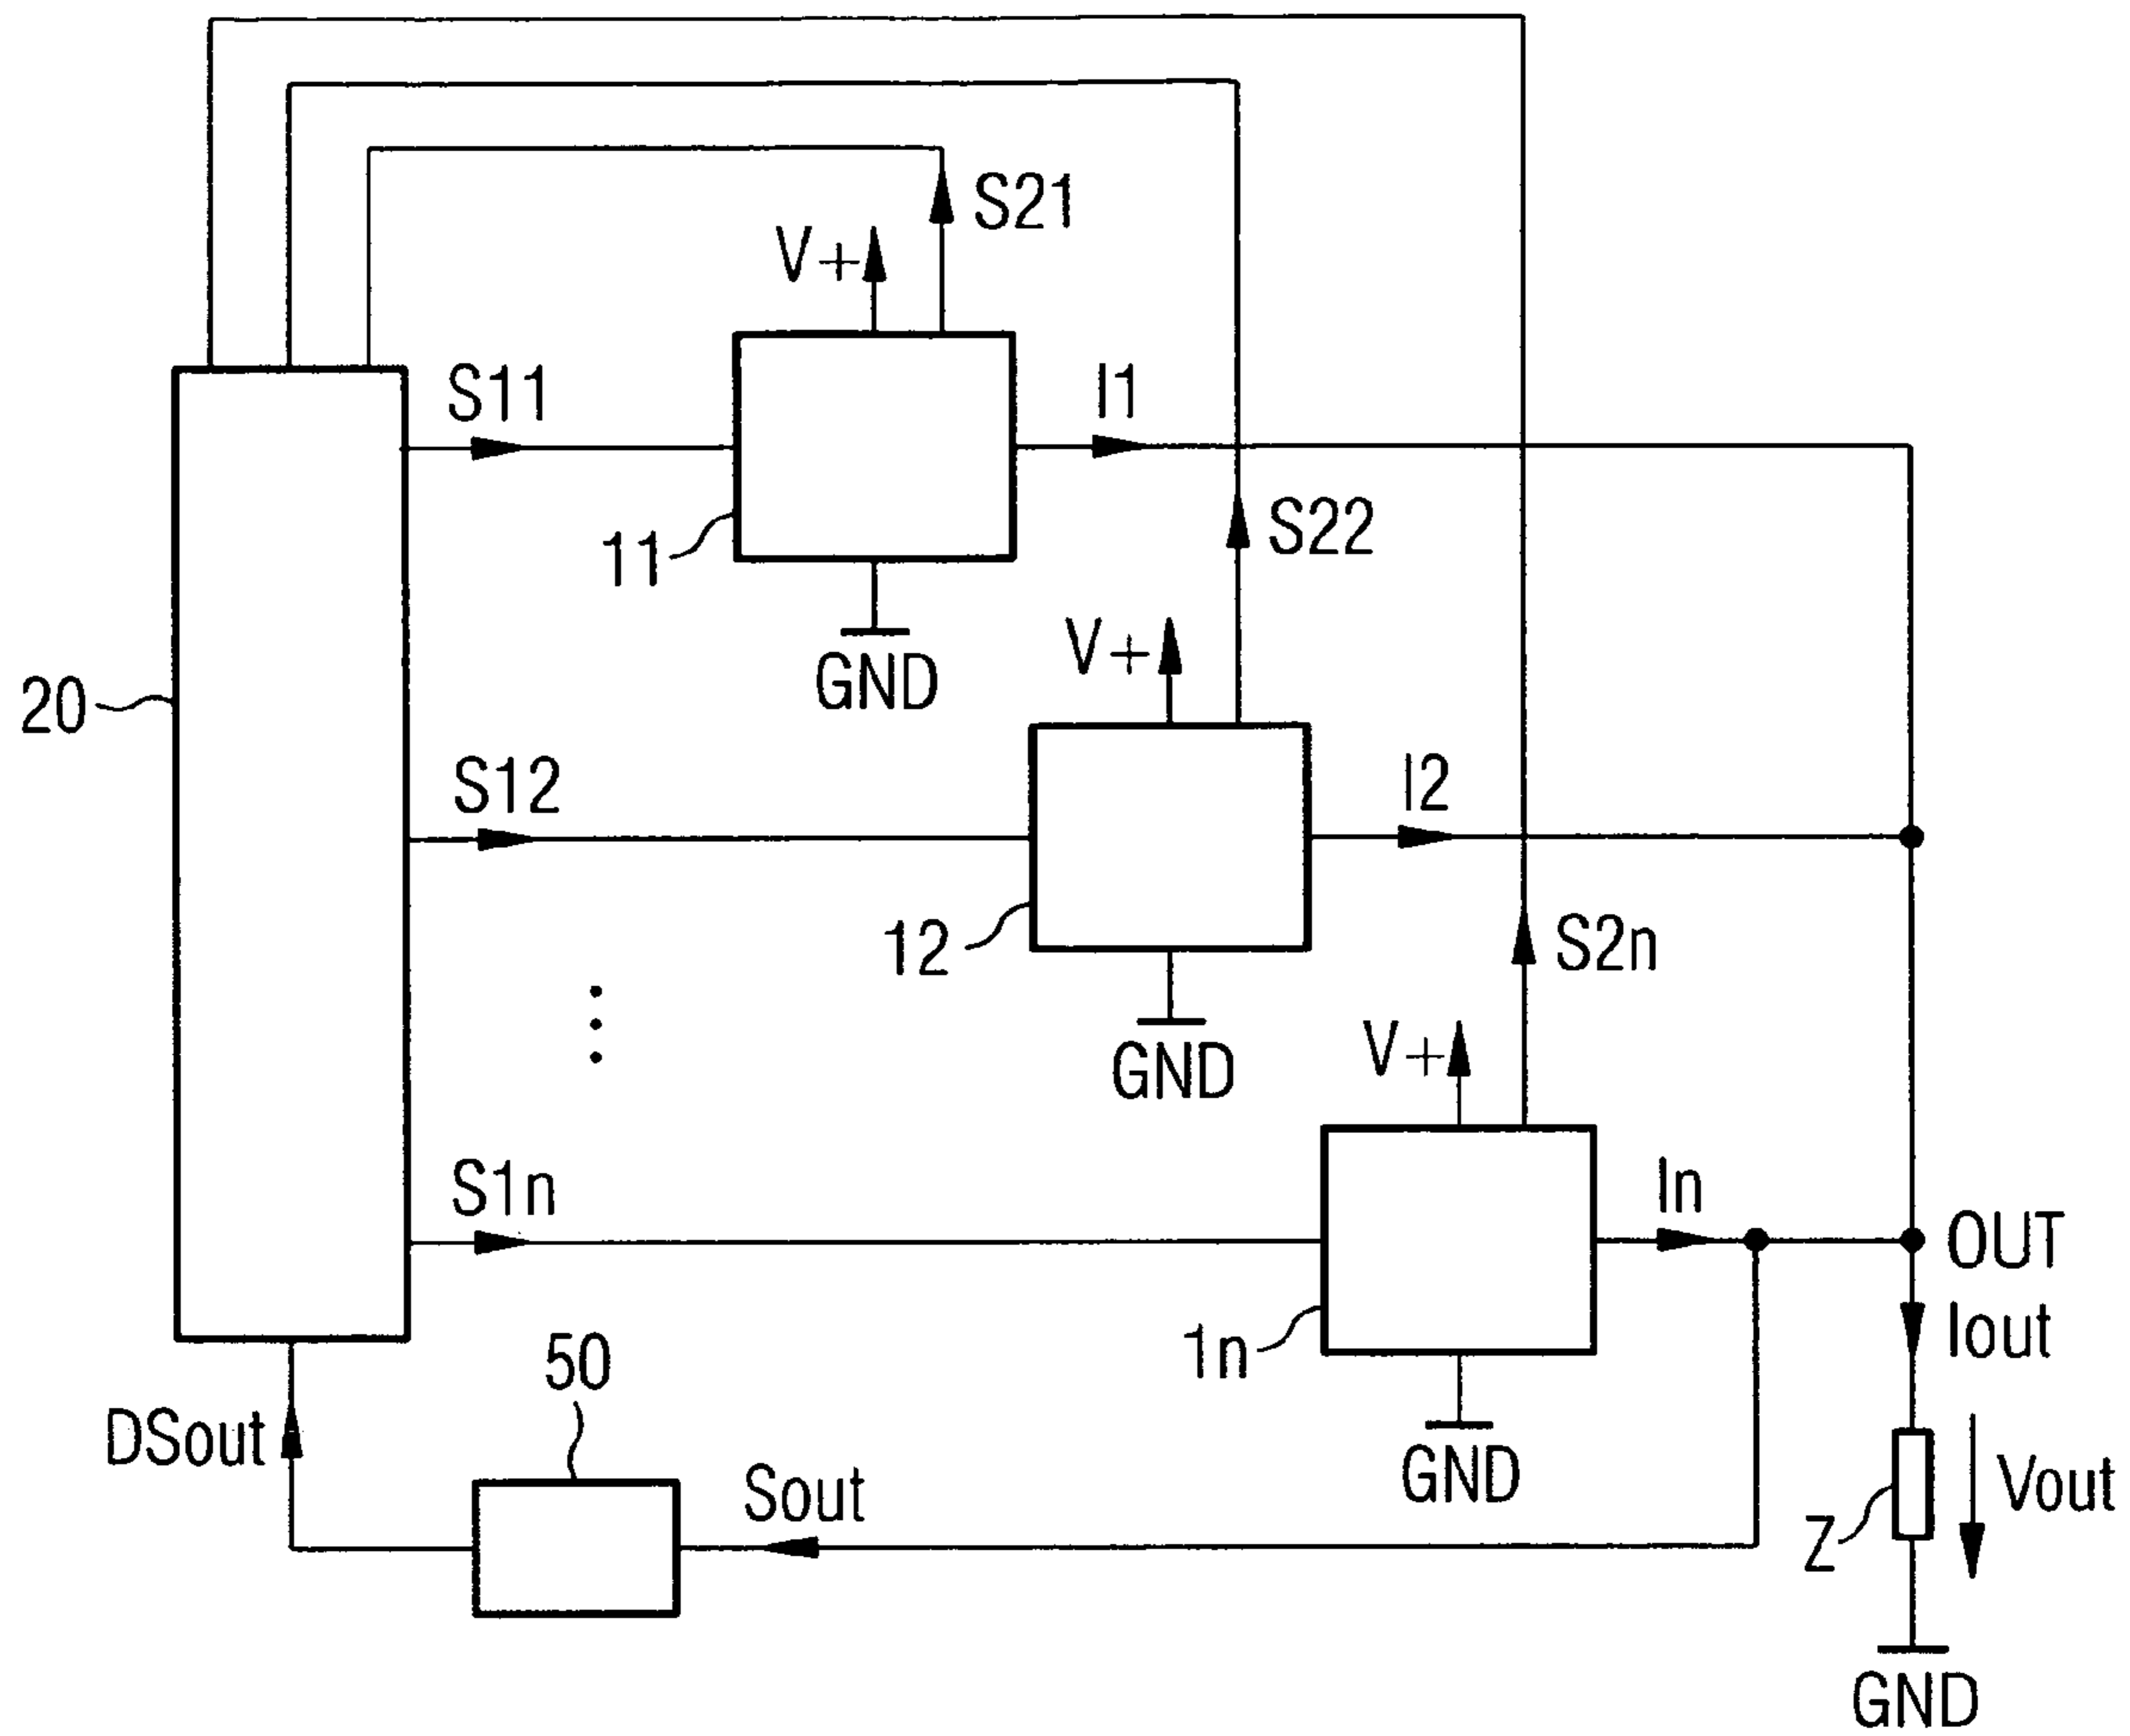 S21
V+
S11
I1
11
S22
GND
V+
20
S12
I2
12
S2n
GND
V+
S1n
In
OUT
1n
Iout
50
DSout
GND
Sout
Vout
Z
GND